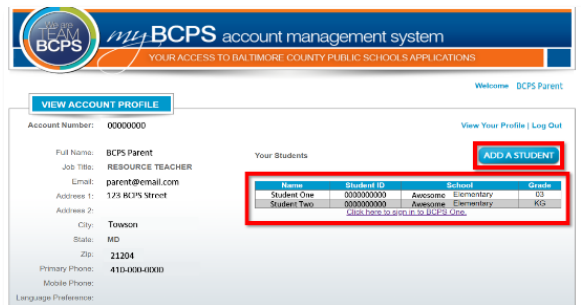 We are
TEAM
BCPS
myBCPS account management system
YOUR ACCESS TO BALTIMORE COUNTY PUBLIC SCHOOLS APPLICATIONS
Welcome BCPS Parent
VIEW ACCOUNT PROFILE
Account Number: 00000000
View Your Profile | Log Out
Full Name: BCPS Parent
Your Students
ADD A STUDENT
Job Title: RESOURCE TEACHER
Email: parent@email.com
Address 1: 123 BCPS Street
Address 2:
City: Towson
State: MD
Zip: 21204
Primary Phone: 410-000-0000
Mobile Phone:
Language Preference:
Name Student ID School Grade
Student One 0000000000 Awesome Elementary 03
Student Two 0000000000 Awesome Elementary KG
Click here to sign in to BCPS One.